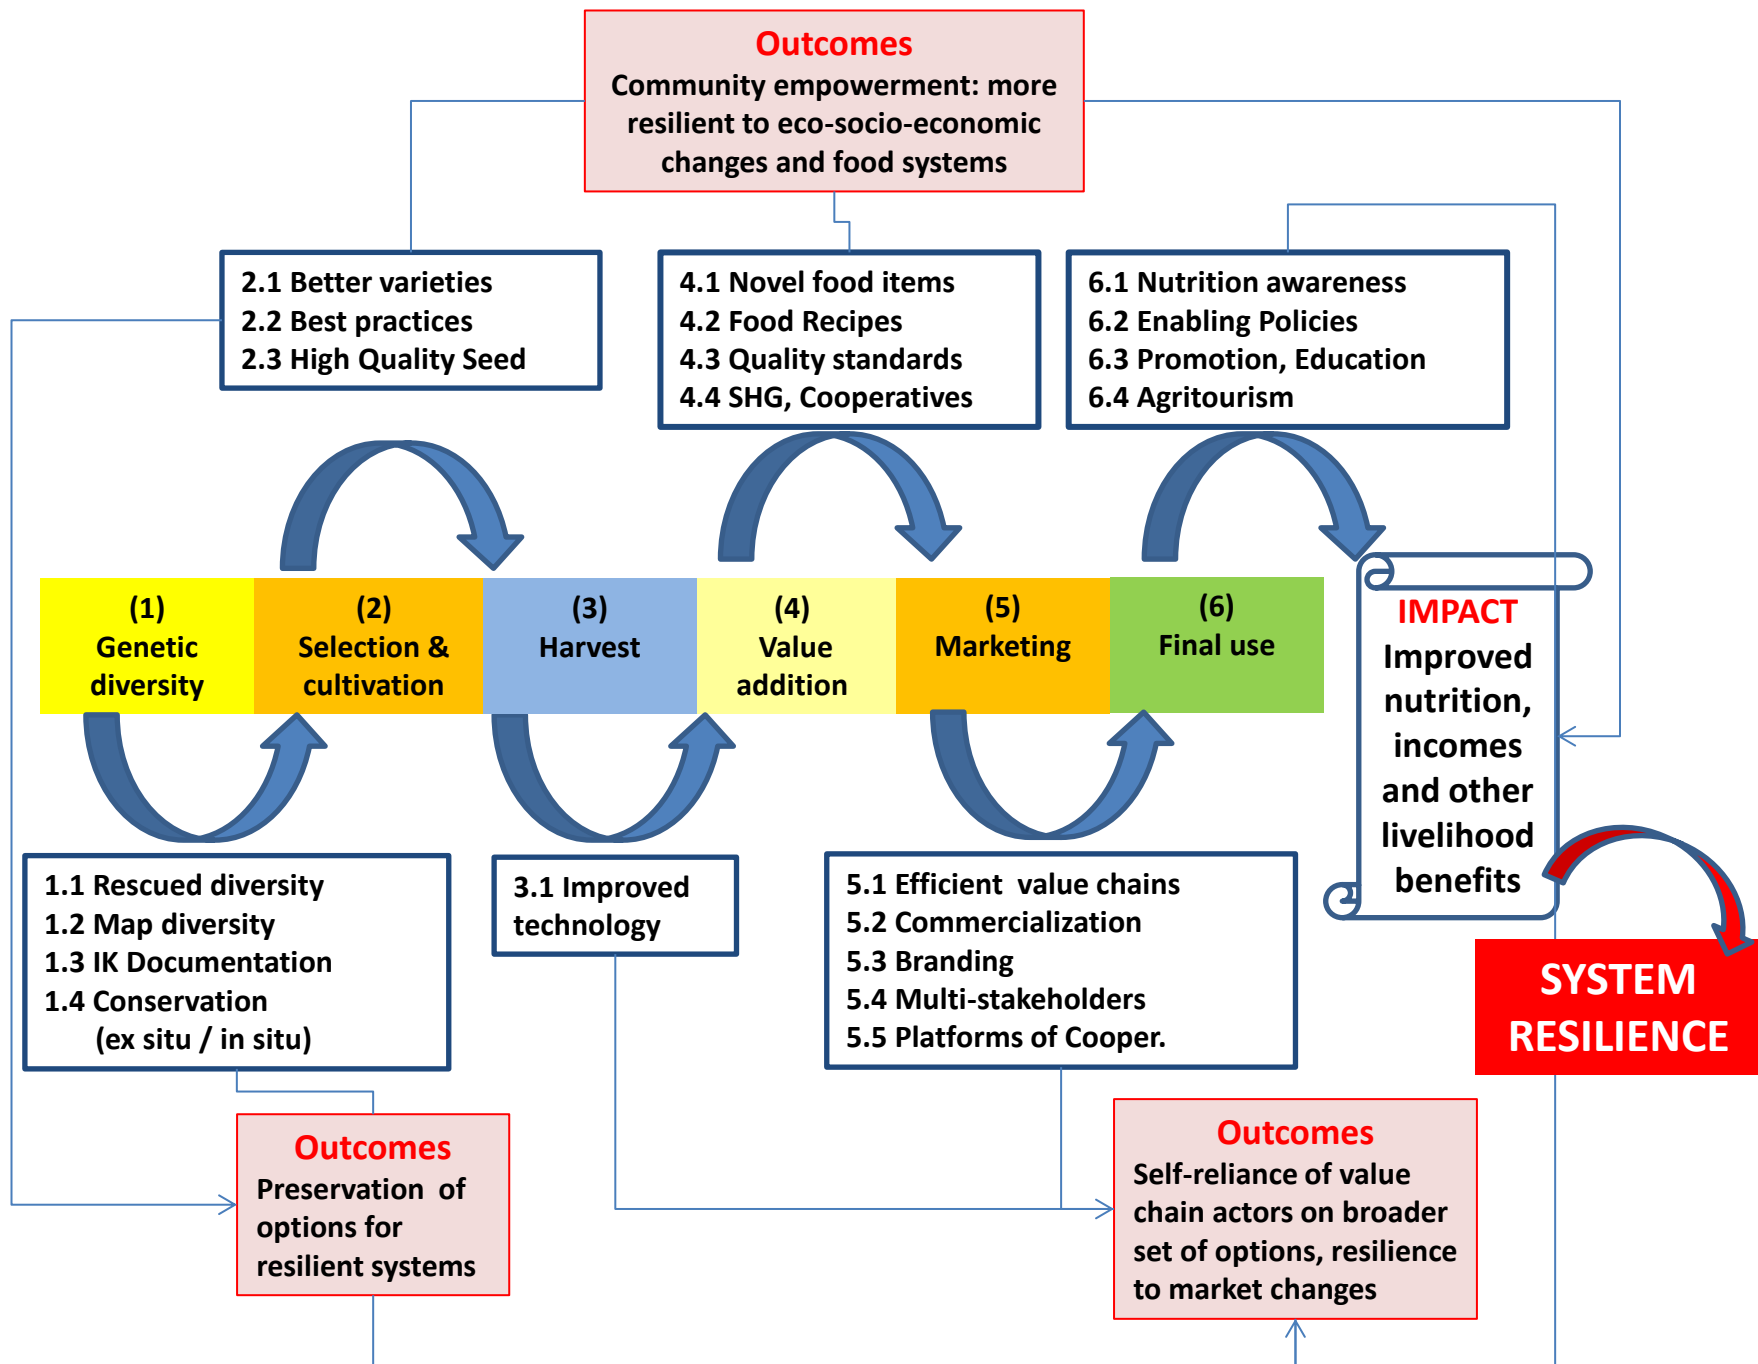 Outcomes
Community empowerment: more
resilient to eco-socio-economic
changes and food systems
2.1 Better varieties
2.2 Best practices
2.3 High Quality Seed
4.1 Novel food items
4.2 Food Recipes
4.3 Quality standards
4.4 SHG, Cooperatives
6.1 Nutrition awareness
6.2 Enabling Policies
6.3 Promotion, Education
6.4 Agritourism
(1)
Genetic
diversity
(2)
Selection &
cultivation
(3)
Harvest
(4)
Value
addition
(5)
Marketing
(6)
Final use
IMPACT
Improved
nutrition,
incomes
and other
livelihood
benefits
1.1 Rescued diversity
1.2 Map diversity
1.3 IK Documentation
1.4 Conservation
(ex situ / in situ)
3.1 Improved
technology
5.1 Efficient  value chains
5.2 Commercialization
5.3 Branding
5.4 Multi-stakeholders
5.5 Platforms of Cooper.
SYSTEM
RESILIENCE
Outcomes
Preservation  of
options for
resilient systems
Outcomes
Self-reliance of value
chain actors on broader
set of options, resilience
to market changes